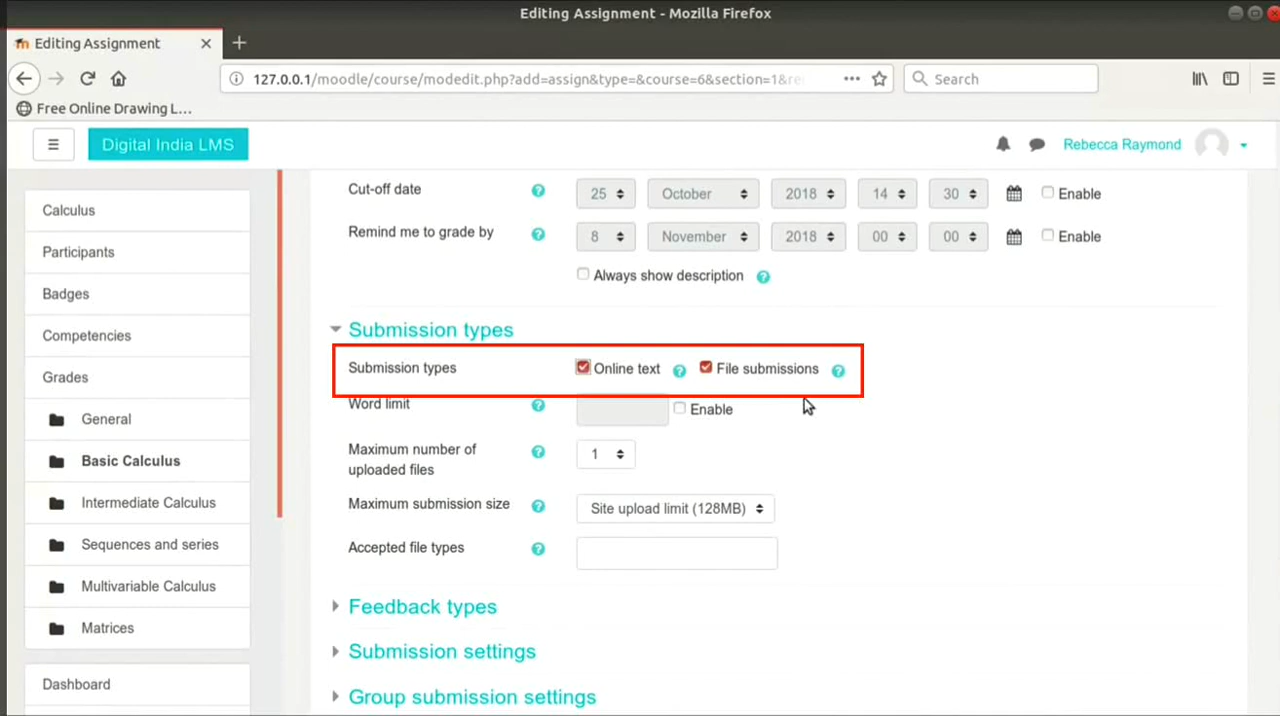 Editing Assignment - Mozilla Firefox
Editing Assignment
127.0.0.1/moodle/course/modedit.php?add=assign&type=&course=6&section=1&re
Search
Free Online Drawing L...
Digital India LMS
Rebecca Raymond
Calculus
Participants
Badges
Competencies
Grades
General
Basic Calculus
Intermediate Calculus
Sequences and series
Multivariable Calculus
Matrices
Dashboard
Cut-off date ? 25 October 2018 14 30 Enable
Remind me to grade by ? 8 November 2018 00 00 Enable
Always show description ?
Submission types
Submission types Online text ? File submissions ?
Word limit ? Enable
Maximum number of
uploaded files ? 1
Maximum submission size ? Site upload limit (128MB)
Accepted file types ?
Feedback types
Submission settings
Group submission settings